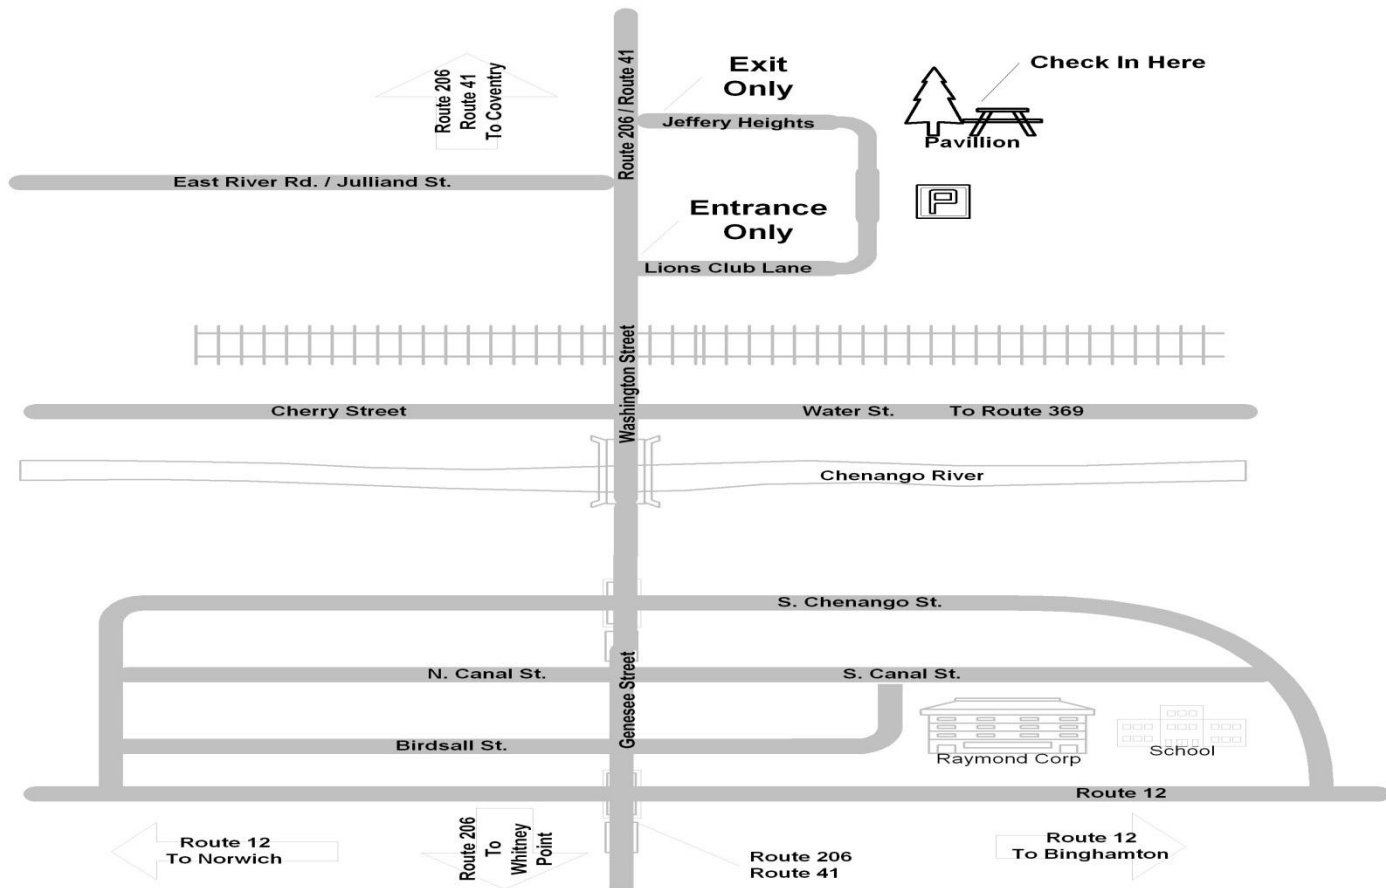 Route 206
Route 41
To Coventry
Route 206 / Route 41
Exit
Only
Check In Here
Jeffery Heights
Pavillion
East River Rd. / Julliand St.
P
Entrance
Only
Lions Club Lane
Washington Street
Cherry Street
Water St. To Route 369
Chenango River
S. Chenango St.
N. Canal St.
S. Canal St.
Genesee Street
Birdsall St.
Raymond Corp
School
Route 12
Route 12
To Norwich
Route 206
To
Whitney
Point
Route 206
Route 41
Route 12
To Binghamton